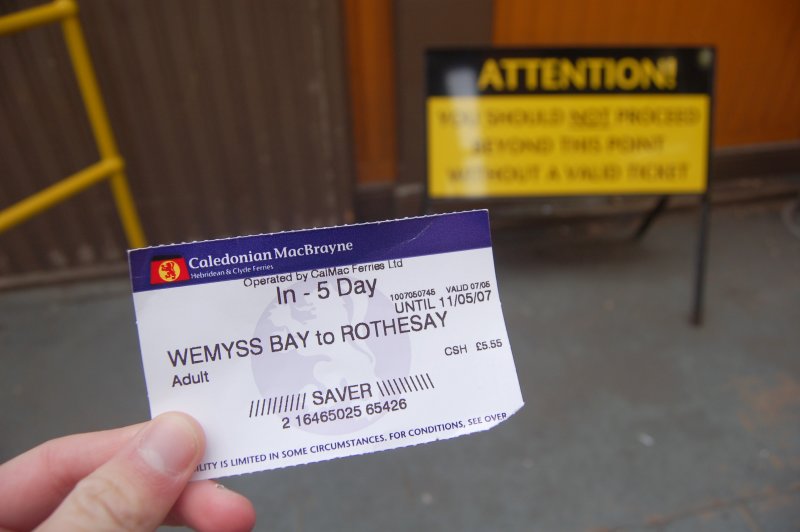 ATTENTION!
YOU SHOULD NOT PROCEED
BEYOND THIS POINT
WITHOUT A VALID TICKET
Caledonian MacBrayne
Hebridean & Clyde Ferries
Operated by CalMac Ferries Ltd
In - 5 Day
1007050745 VALID 07/05
UNTIL 11/05/07
WEMYSS BAY to ROTHESAY
Adult
CSH £5.55
////////// SAVER \\\\\\\\\\
2 16465025 65426
ILITY IS LIMITED IN SOME CIRCUMSTANCES. FOR CONDITIONS, SEE OVER